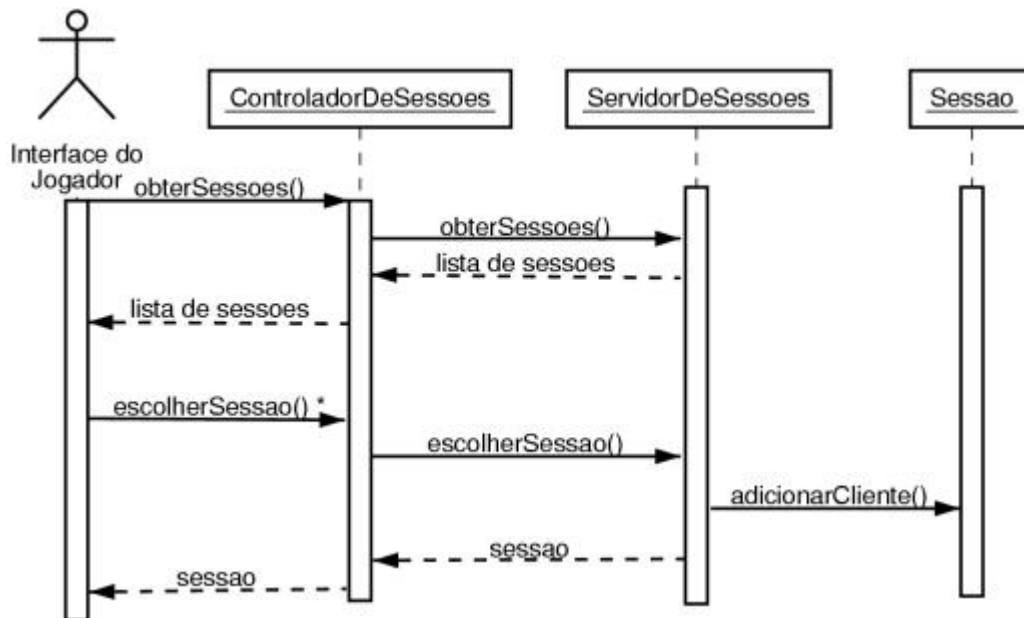 ControladorDeSessoes
ServidorDeSessoes
Sessao
Interface do
Jogador
obterSessoes()
obterSessoes()
lista de sessoes
lista de sessoes
escolherSessao() *
escolherSessao()
adicionarCliente()
sessao
sessao